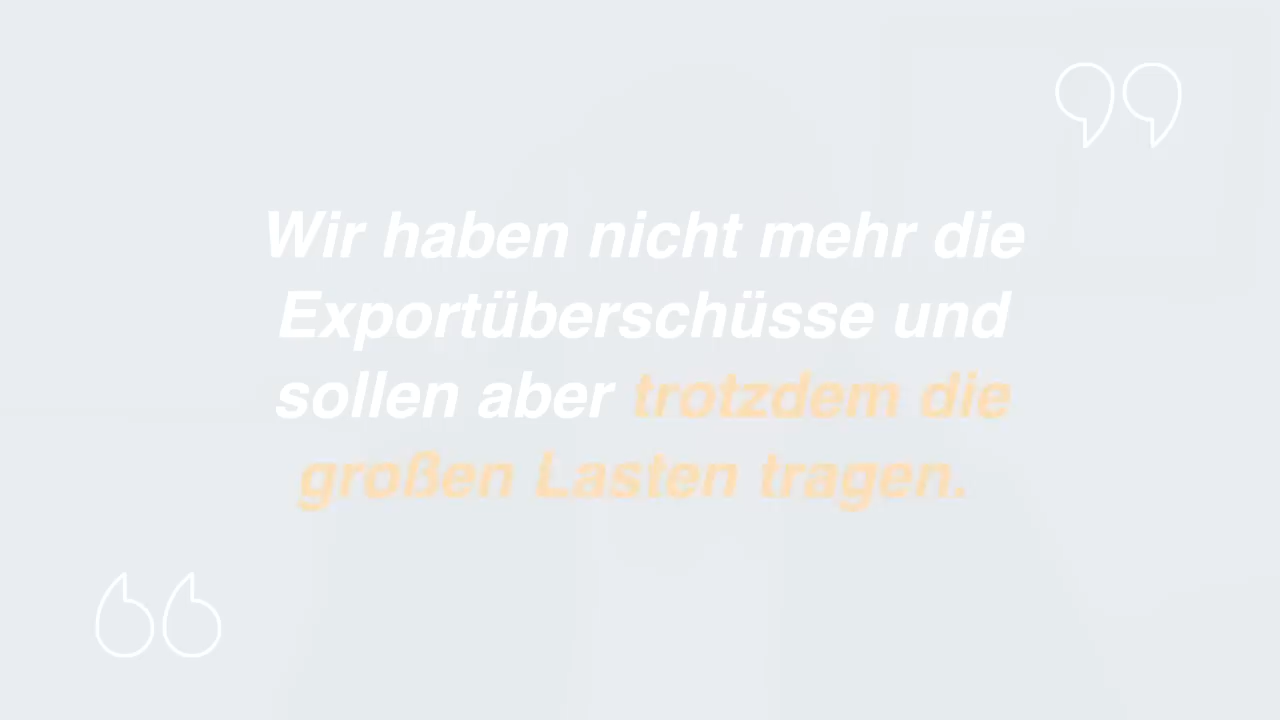 Wir haben nicht mehr die
Exportüberschüsse und
sollen aber trotzdem die
großen Lasten tragen.